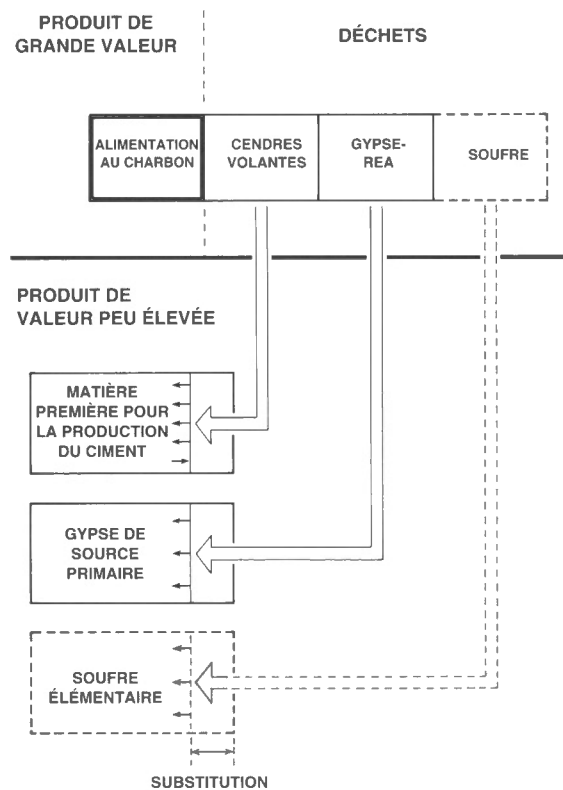 PRODUIT DE
GRANDE VALEUR
DÉCHETS
ALIMENTATION
AU CHARBON
CENDRES
VOLANTES
GYPSE-
REA
SOUFRE
PRODUIT DE
VALEUR PEU ÉLEVÉE
MATIÈRE
PREMIÈRE POUR
LA PRODUCTION
DU CIMENT
GYPSE DE
SOURCE
PRIMAIRE
SOUFRE
ÉLÉMENTAIRE
SUBSTITUTION